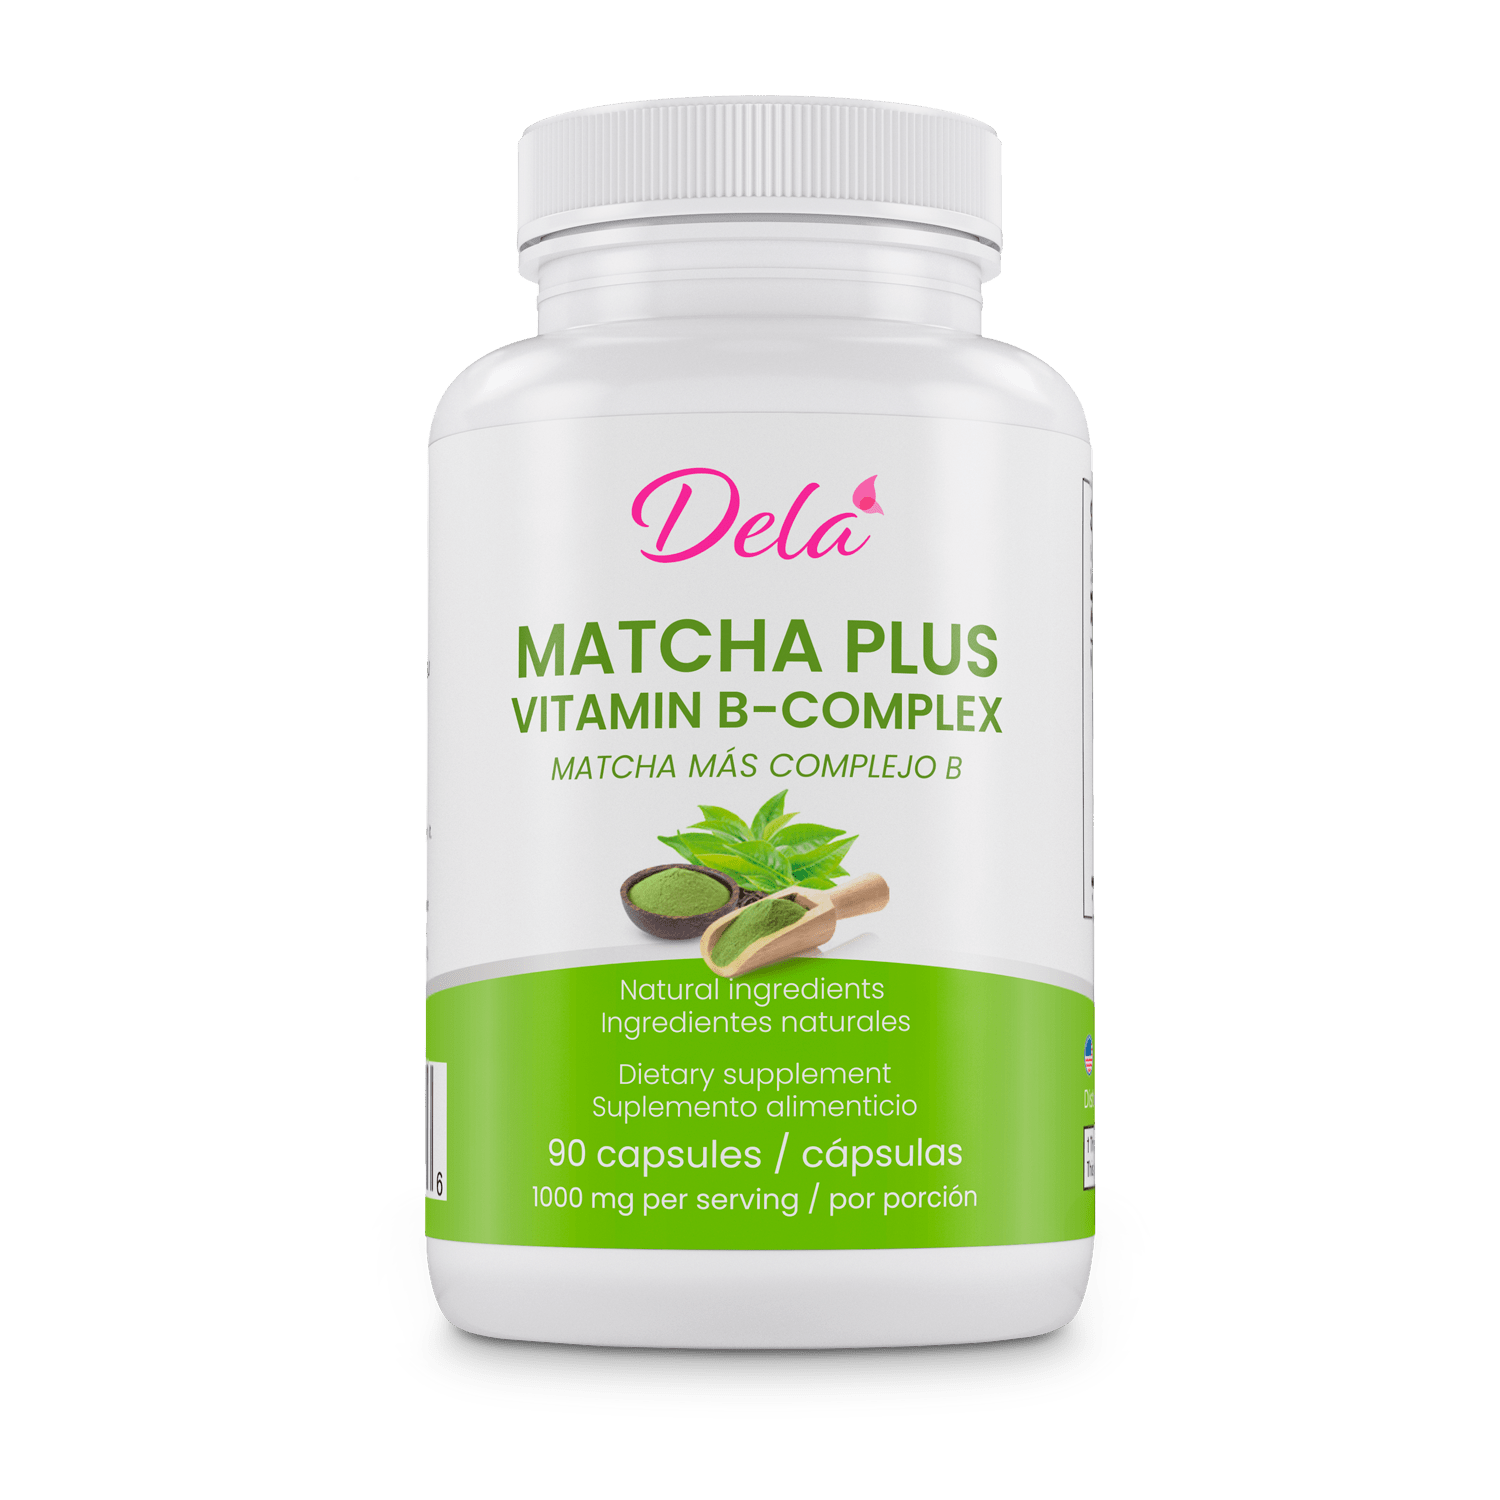 Dela
MATCHA PLUS
VITAMIN B-COMPLEX
MATCHA MÁS COMPLEJO B
Natural ingredients
Ingredientes naturales
Dietary supplement
Suplemento alimenticio
90 capsules / cápsulas
1000 mg per serving / por porción
6